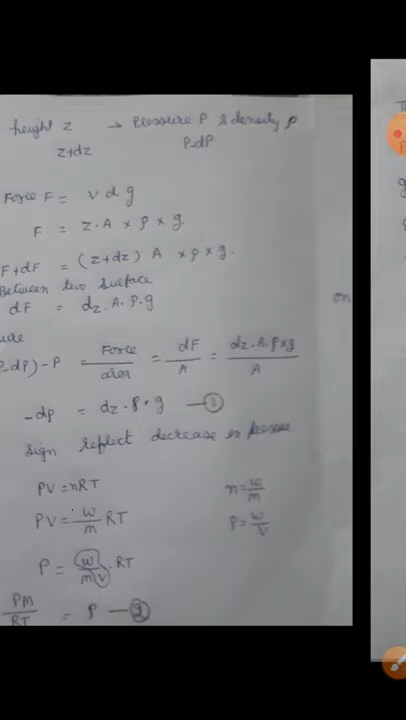 height z → Pressure P & density ρ
z+dz P-dP
Force F = v d g
F = z·A × ρ × g
F+dF = (z+dz) A × ρ × g.
Between two surface
dF = dz·A·ρ·g
-dP)-P = Force/area = dF/A = dz·A·ρ×g/A
-dp = dz·ρ·g —①
sign reflect decrease in pressure
PV = nRT n = w/m
PV = w/m RT ρ = w/v
P = w/mv · RT
PM/RT = ρ —②
on